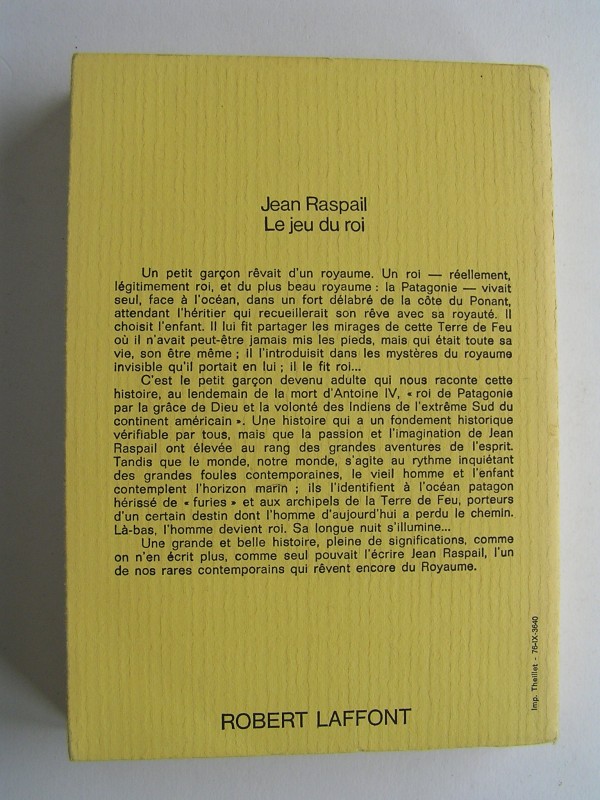 Jean Raspail
Le jeu du roi
Un petit garçon rêvait d'un royaume. Un roi — réellement,
légitimement roi, et du plus beau royaume : la Patagonie — vivait
seul, face à l'océan, dans un fort délabré de la côte du Ponant,
attendant l'héritier qui recueillerait son rêve avec sa royauté. Il
choisit l'enfant. Il lui fit partager les mirages de cette Terre de Feu
où il n'avait peut-être jamais mis les pieds, mais qui était toute sa
vie, son être même ; il l'introduisit dans les mystères du royaume
invisible qu'il portait en lui ; il le fit roi...
C'est le petit garçon devenu adulte qui nous raconte cette
histoire, au lendemain de la mort d'Antoine IV, « roi de Patagonie
par la grâce de Dieu et la volonté des Indiens de l'extrême Sud du
continent américain ». Une histoire qui a un fondement historique
vérifiable par tous, mais que la passion et l'imagination de Jean
Raspail ont élevée au rang des grandes aventures de l'esprit.
Tandis que le monde, notre monde, s'agite au rythme inquiétant
des grandes foules contemporaines, le vieil homme et l'enfant
contemplent l'horizon marin ; ils l'identifient à l'océan patagon
hérissé de « furies » et aux archipels de la Terre de Feu, porteurs
d'un certain destin dont l'homme d'aujourd'hui a perdu le chemin.
Là-bas, l'homme devient roi. Sa longue nuit s'illumine...
Une grande et belle histoire, pleine de significations, comme
on n'en écrit plus, comme seul pouvait l'écrire Jean Raspail, l'un
de nos rares contemporains qui rêvent encore du Royaume.
Imp. Theillet - 76-IX-3640
ROBERT LAFFONT